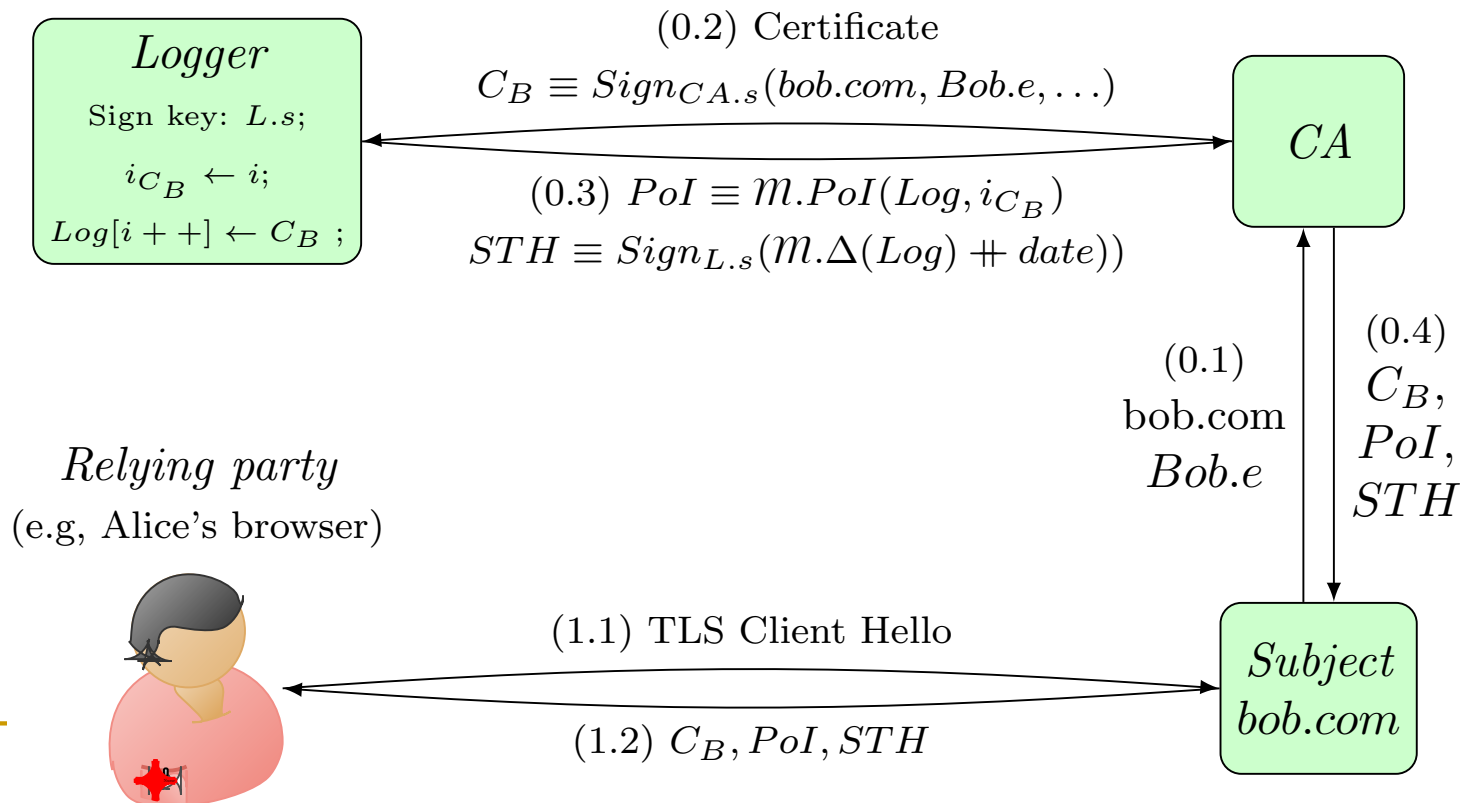 Logger
Sign key: L.s;
i_{C_B} ← i;
Log[i + +] ← C_B ;
(0.2) Certificate
C_B ≡ Sign_{CA.s}(bob.com, Bob.e, . . .)
(0.3) PoI ≡ M.PoI(Log, i_{C_B})
STH ≡ Sign_{L.s}(M.Δ(Log) ⧺ date))
CA
(0.1)
bob.com
Bob.e
(0.4)
C_B,
PoI,
STH
Relying party
(e.g, Alice's browser)
(1.1) TLS Client Hello
(1.2) C_B, PoI, STH
Subject
bob.com